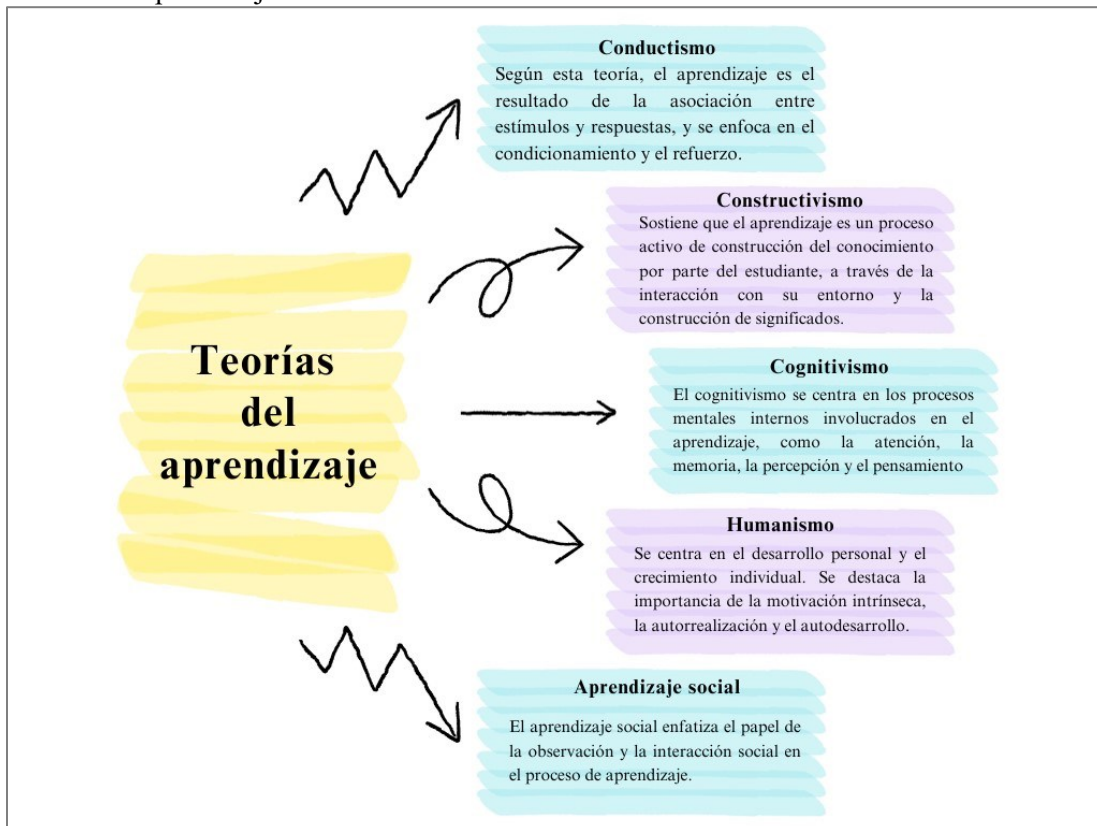 Conductismo
Según esta teoría, el aprendizaje es el
resultado de la asociación entre
estímulos y respuestas, y se enfoca en el
condicionamiento y el refuerzo.
Constructivismo
Sostiene que el aprendizaje es un proceso
activo de construcción del conocimiento
por parte del estudiante, a través de la
interacción con su entorno y la
construcción de significados.
Teorías
del
aprendizaje
Cognitivismo
El cognitivismo se centra en los procesos
mentales internos involucrados en el
aprendizaje, como la atención, la
memoria, la percepción y el pensamiento
Humanismo
Se centra en el desarrollo personal y el
crecimiento individual. Se destaca la
importancia de la motivación intrínseca,
la autorrealización y el autodesarrollo.
Aprendizaje social
El aprendizaje social enfatiza el papel de
la observación y la interacción social en
el proceso de aprendizaje.